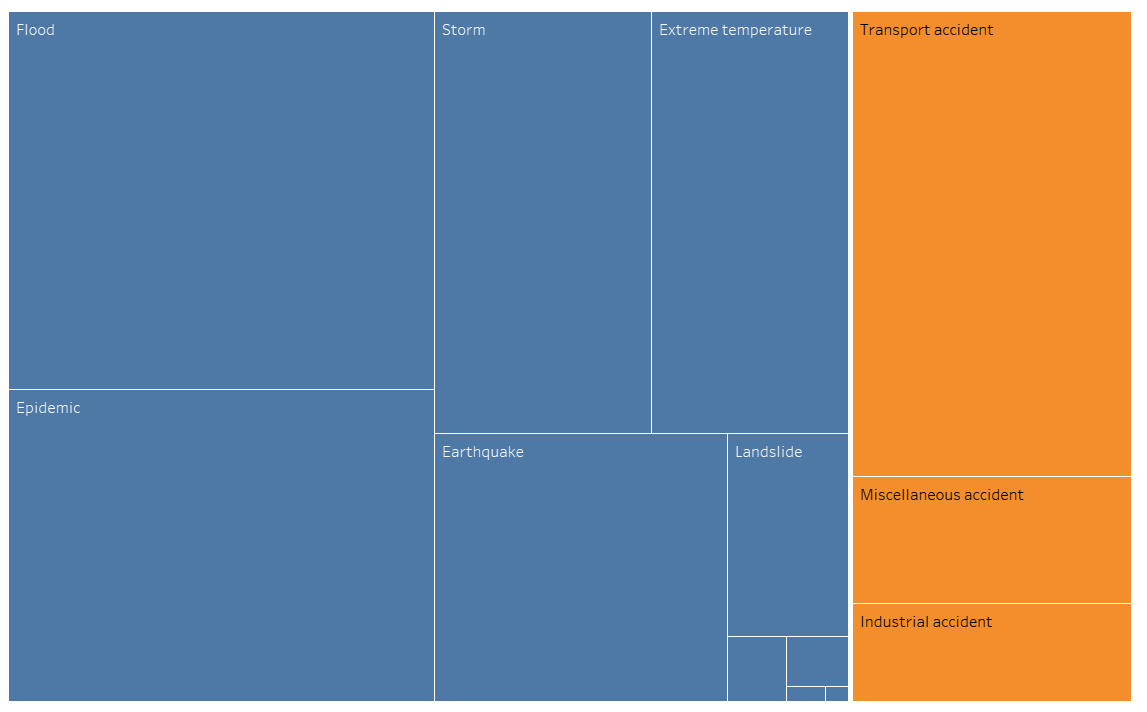 Flood
Storm
Extreme temperature
Transport accident
Epidemic
Earthquake
Landslide
Miscellaneous accident
Industrial accident